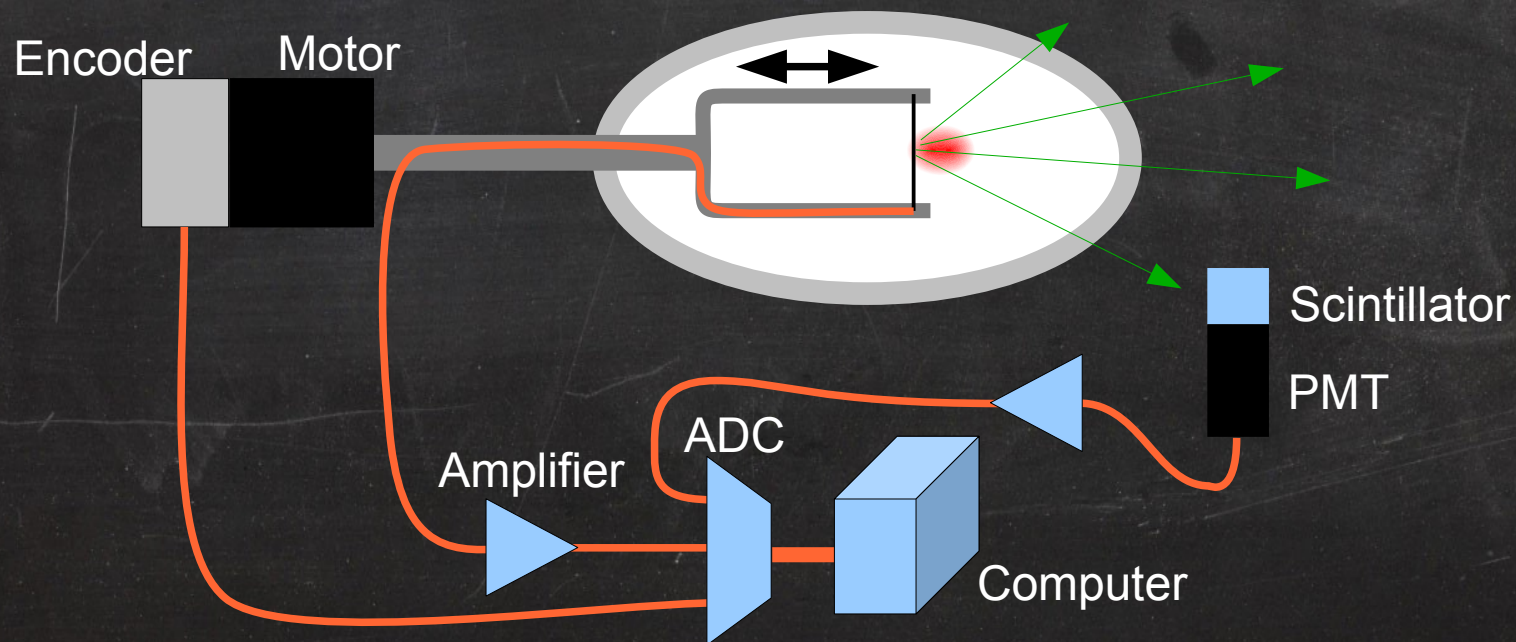 Encoder
Motor
Scintillator
PMT
ADC
Amplifier
Computer